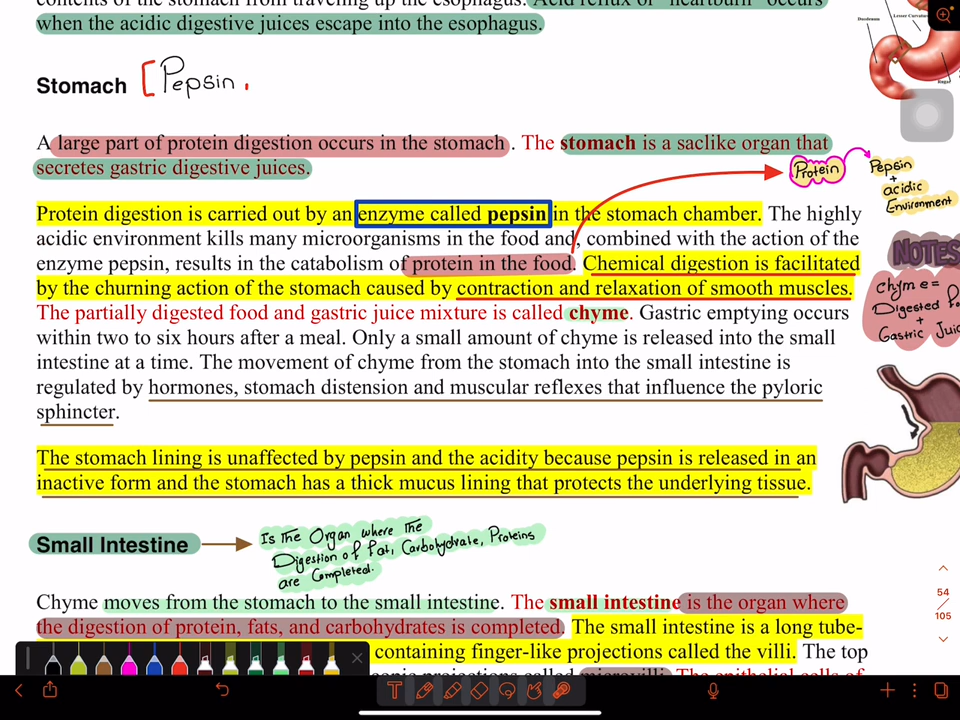 contents of the stomach from traveling up the esophagus. Acid reflux or "heartburn" occurs
when the acidic digestive juices escape into the esophagus.
Duodenum
Lesser Curvature
Rugae
Stomach [Pepsin
A large part of protein digestion occurs in the stomach . The stomach is a saclike organ that
secretes gastric digestive juices.
Protein
Pepsin
+
acidic
Environment
Protein digestion is carried out by an enzyme called pepsin in the stomach chamber. The highly
acidic environment kills many microorganisms in the food and, combined with the action of the
enzyme pepsin, results in the catabolism of protein in the food. Chemical digestion is facilitated
by the churning action of the stomach caused by contraction and relaxation of smooth muscles.
The partially digested food and gastric juice mixture is called chyme. Gastric emptying occurs
within two to six hours after a meal. Only a small amount of chyme is released into the small
intestine at a time. The movement of chyme from the stomach into the small intestine is
regulated by hormones, stomach distension and muscular reflexes that influence the pyloric
sphincter.
NOTES
Chyme =
Digested
+
Gastric Juic
The stomach lining is unaffected by pepsin and the acidity because pepsin is released in an
inactive form and the stomach has a thick mucus lining that protects the underlying tissue.
Small Intestine
Is The Organ where The
Digestion of Fat, Carbohydrate, Proteins
are Completed.
Chyme moves from the stomach to the small intestine. The small intestine is the organ where
the digestion of protein, fats, and carbohydrates is completed. The small intestine is a long tube-
containing finger-like projections called the villi. The top
projections called microvilli. The epithelial cells of
54
105
T